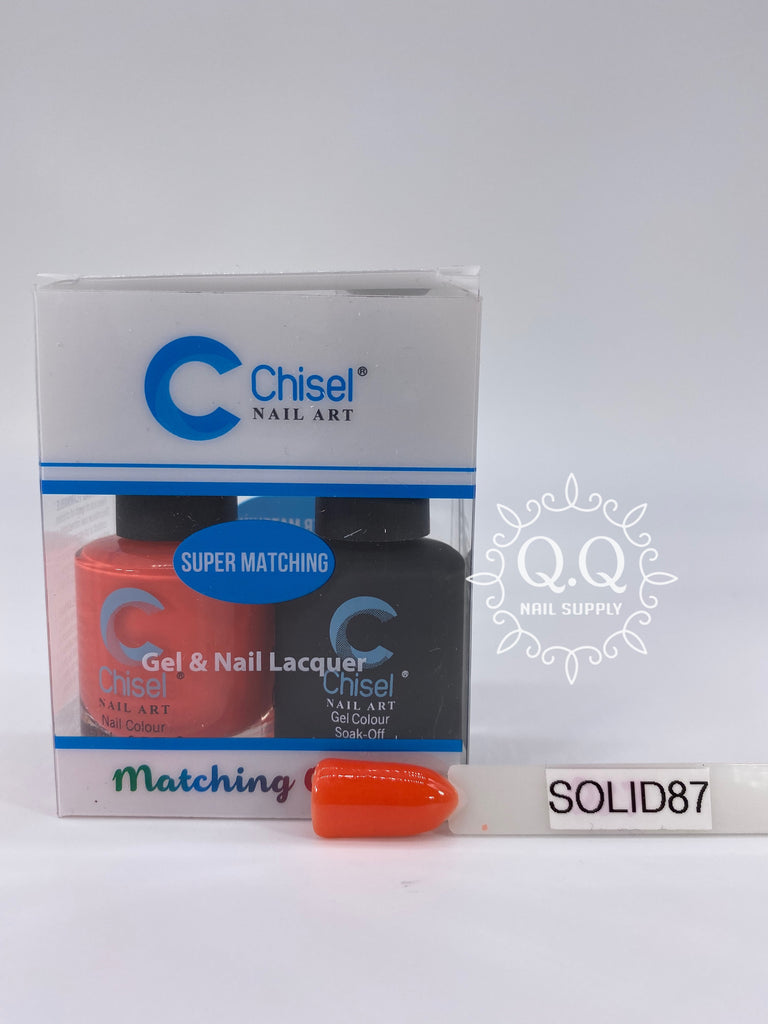 Chisel®
NAIL ART
SUPER MATCHING
Gel & Nail Lacquer
Chisel®
NAIL ART
Nail Colour
Chisel®
NAIL ART
Gel Colour
Soak-Off
Matching
Q.Q
NAIL SUPPLY
SOLID87